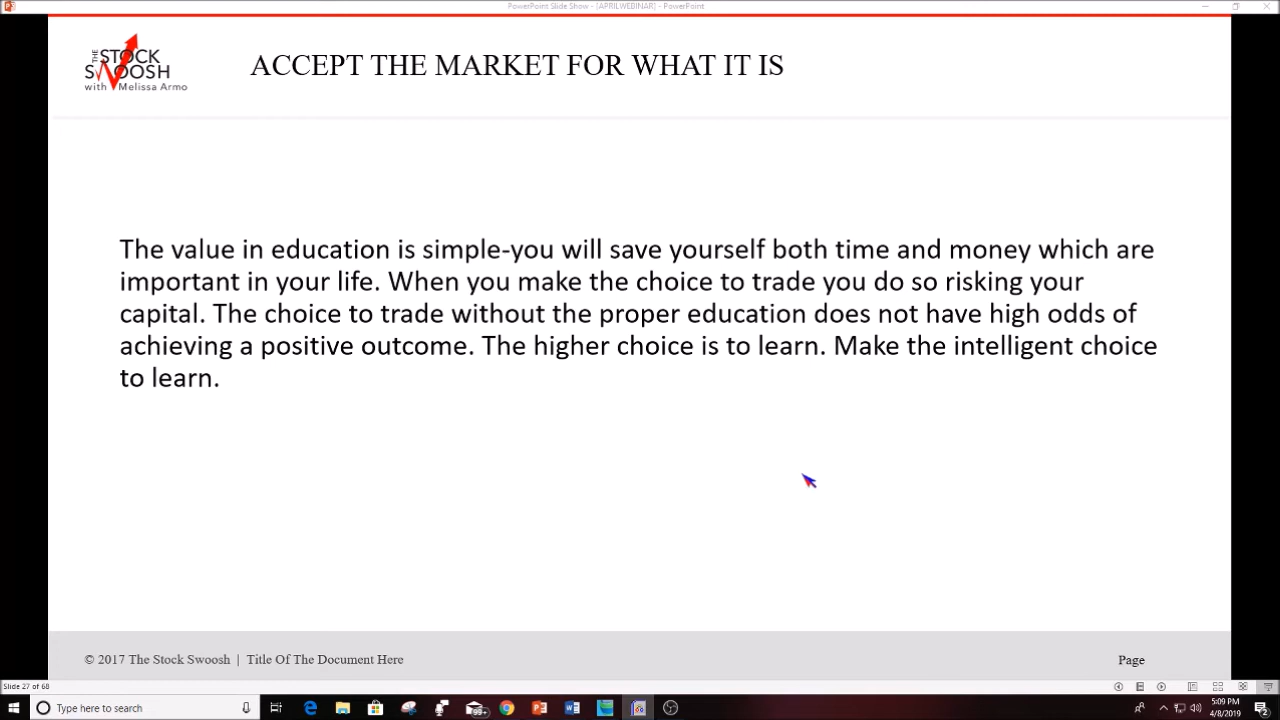 PowerPoint Slide Show - [APRILWEBINAR] - PowerPoint
THE
STOCK
SWOOSH
with Melissa Armo
ACCEPT THE MARKET FOR WHAT IT IS
The value in education is simple-you will save yourself both time and money which are
important in your life. When you make the choice to trade you do so risking your
capital. The choice to trade without the proper education does not have high odds of
achieving a positive outcome. The higher choice is to learn. Make the intelligent choice
to learn.
© 2017 The Stock Swoosh | Title Of The Document Here
Page
Slide 27 of 68
Type here to search
99+
5:09 PM
4/8/2019
2